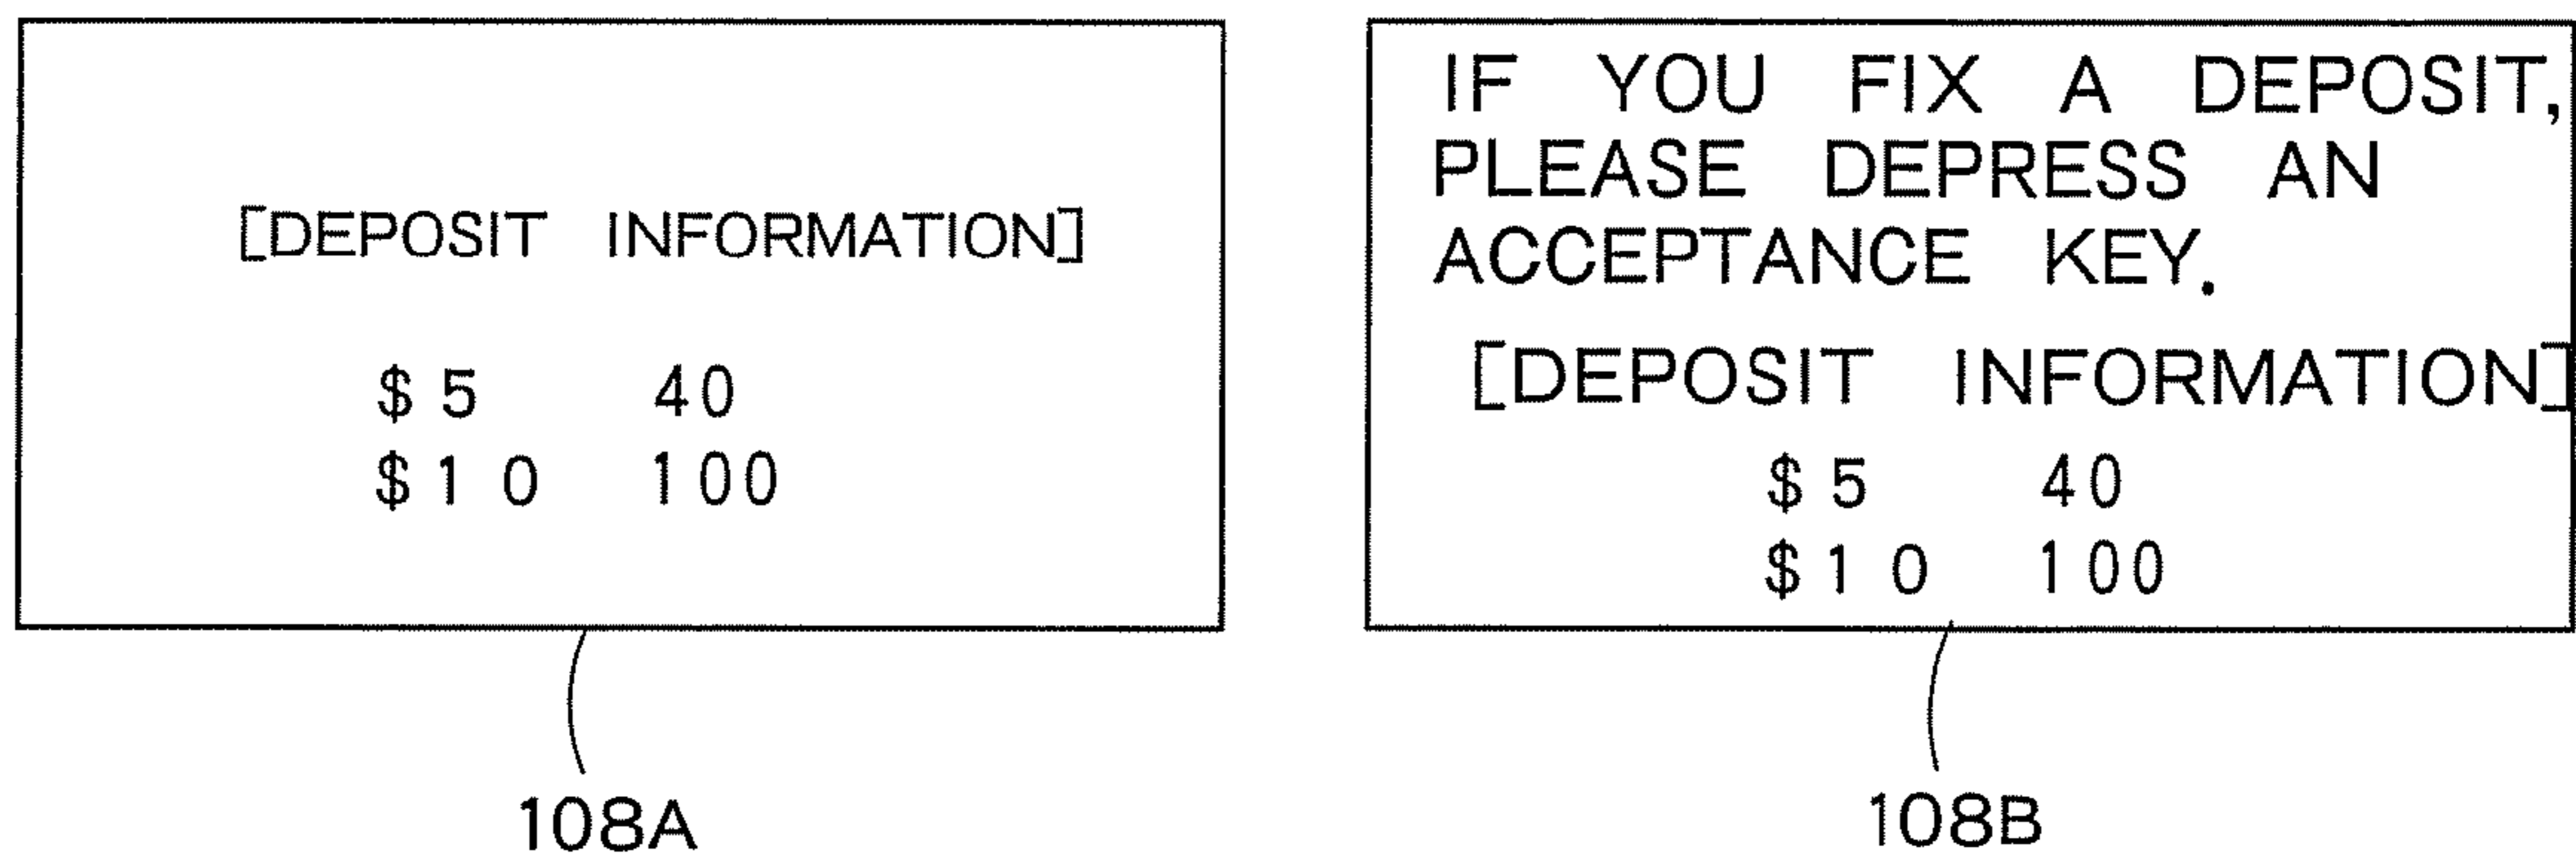 [DEPOSIT INFORMATION]
$5 40
$10 100
108A
IF YOU FIX A DEPOSIT,
PLEASE DEPRESS AN
ACCEPTANCE KEY.
[DEPOSIT INFORMATION]
$5 40
$10 100
108B